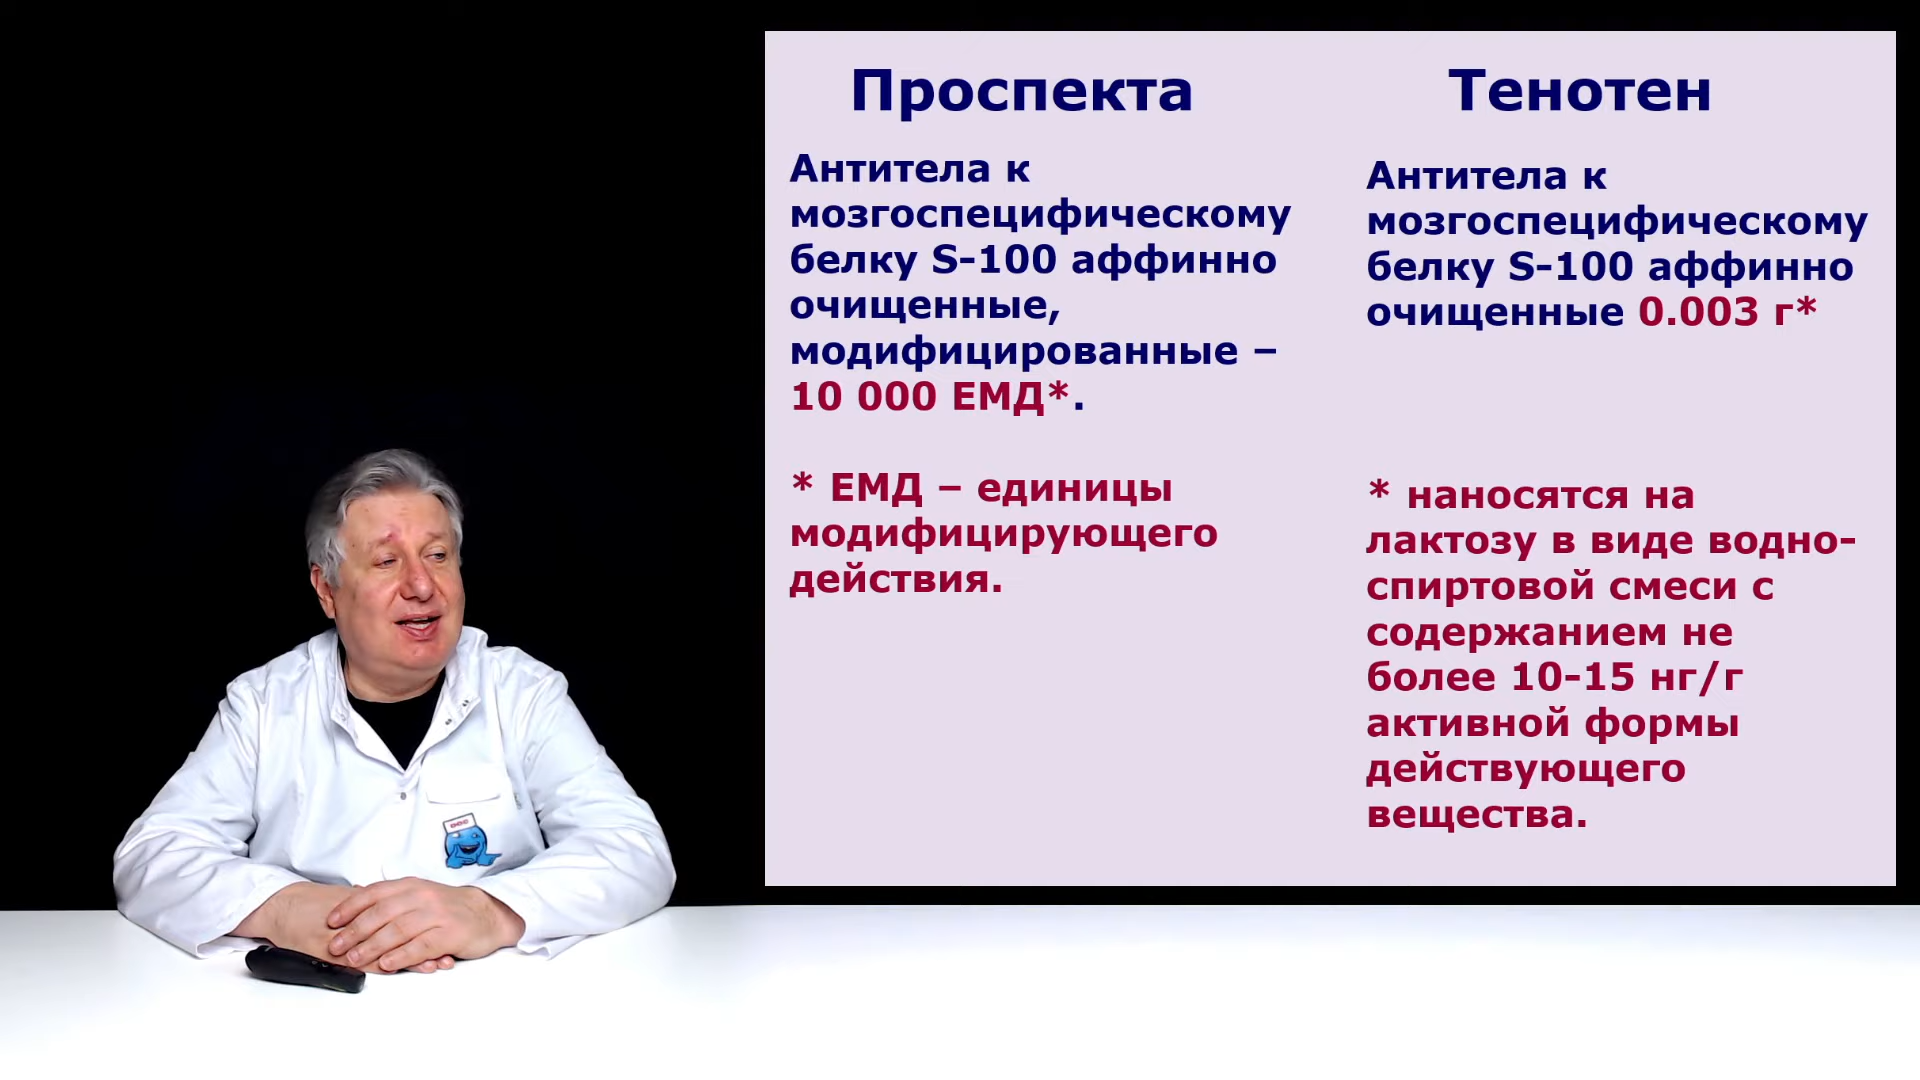 Проспекта
Антитела к
мозгоспецифическому
белку S-100 аффинно
очищенные,
модифицированные –
10 000 ЕМД*.
* ЕМД – единицы
модифицирующего
действия.
Тенотен
Антитела к
мозгоспецифическому
белку S-100 аффинно
очищенные 0.003 г*
* наносятся на
лактозу в виде водно-
спиртовой смеси с
содержанием не
более 10-15 нг/г
активной формы
действующего
вещества.